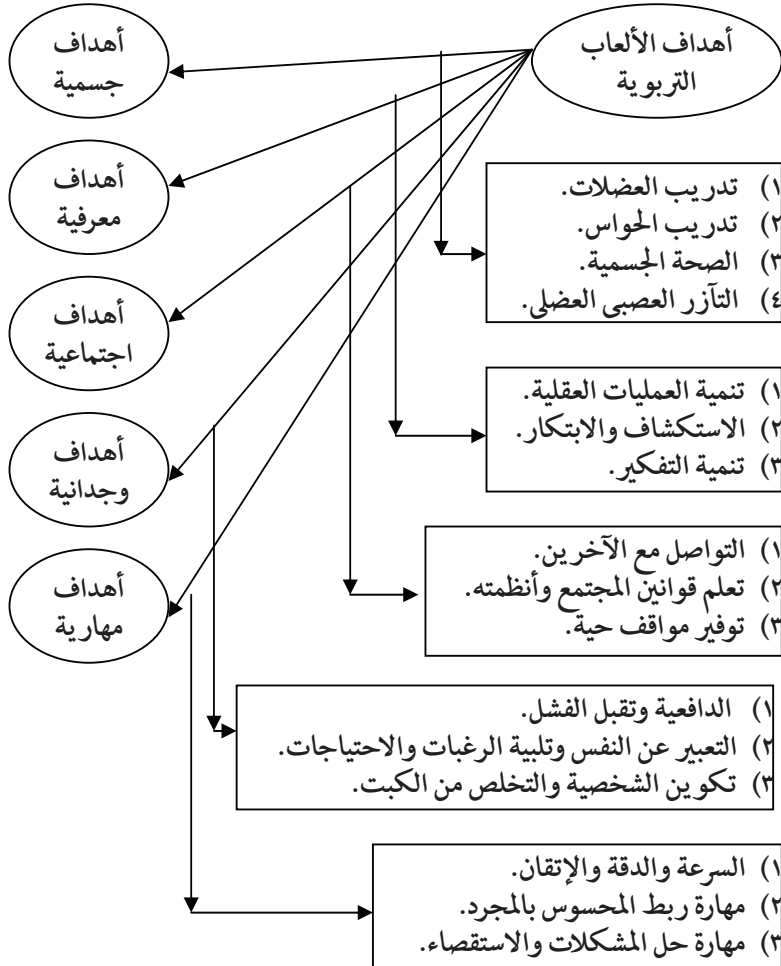 أهداف الألعاب
التربوية
أهداف
جسمية
أهداف
معرفية
أهداف
اجتماعية
أهداف
وجدانية
أهداف
مهارية
١) تدريب العضلات.
٢) تدريب الحواس.
٣) الصحة الجسمية.
٤) التآزر العصبى العضلى.
١) تنمية العمليات العقلية.
٢) الاستكشاف والابتكار.
٣) تنمية التفكير.
١) التواصل مع الآخرين.
٢) تعلم قوانين المجتمع وأنظمته.
٣) توفير مواقف حية.
١) الدافعية وتقبل الفشل.
٢) التعبير عن النفس وتلبية الرغبات والاحتياجات.
٣) تكوين الشخصية والتخلص من الكبت.
١) السرعة والدقة والإتقان.
٢) مهارة ربط المحسوس بالمجرد.
٣) مهارة حل المشكلات والاستقصاء.